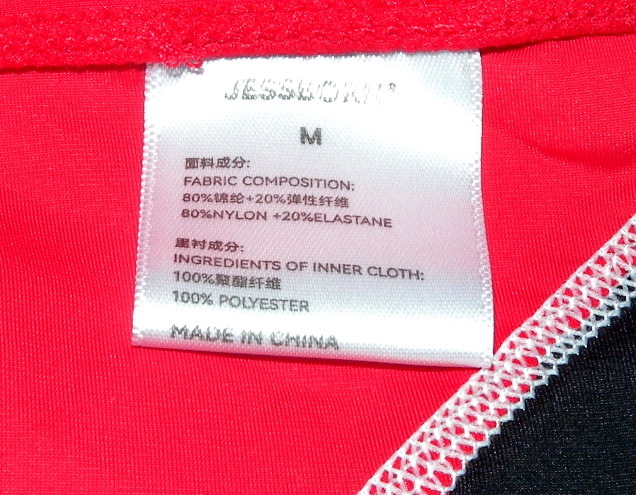 M
面料成分:
FABRIC COMPOSITION:
80%锦纶+20%弹性纤维
80%NYLON +20%ELASTANE
里衬成分:
INGREDIENTS OF INNER CLOTH:
100%聚酯纤维
100% POLYESTER
MADE IN CHINA